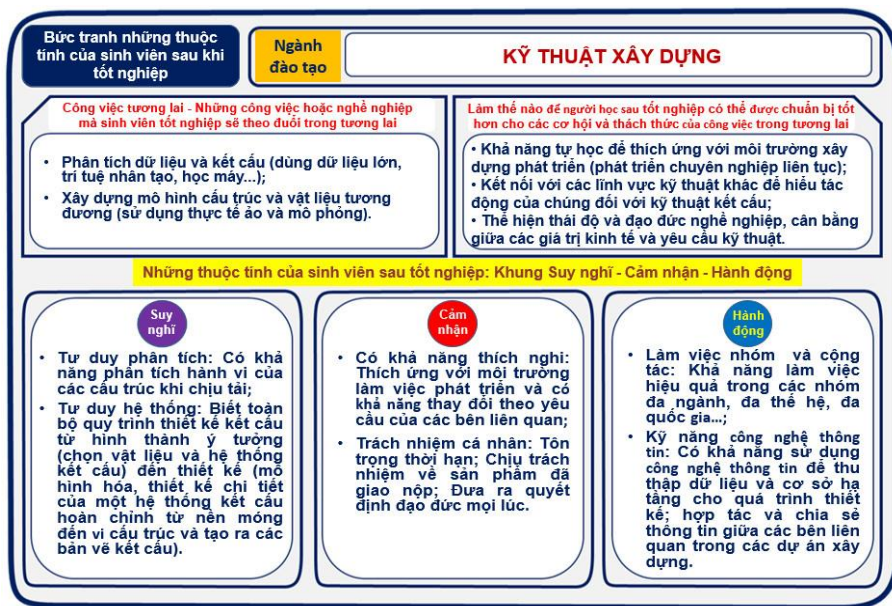 Bức tranh những thuộc
tính của sinh viên sau khi
tốt nghiệp
Ngành
đào tạo
KỸ THUẬT XÂY DỰNG
Công việc tương lai - Những công việc hoặc nghề nghiệp
mà sinh viên tốt nghiệp sẽ theo đuổi trong tương lai
• Phân tích dữ liệu và kết cấu (dùng dữ liệu lớn,
trí tuệ nhân tạo, học máy...);
• Xây dựng mô hình cấu trúc và vật liệu tương
đương (sử dụng thực tế ảo và mô phỏng).
Làm thế nào để người học sau tốt nghiệp có thể được chuẩn bị tốt
hơn cho các cơ hội và thách thức của công việc trong tương lai
• Khả năng tự học để thích ứng với môi trường xây
dựng phát triển (phát triển chuyên nghiệp liên tục);
• Kết nối với các lĩnh vực kỹ thuật khác để hiểu tác
động của chúng đối với kỹ thuật kết cấu;
• Thể hiện thái độ và đạo đức nghề nghiệp, cân bằng
giữa các giá trị kinh tế và yêu cầu kỹ thuật.
Những thuộc tính của sinh viên sau tốt nghiệp: Khung Suy nghĩ - Cảm nhận - Hành động
Suy
nghĩ
• Tư duy phân tích: Có khả
năng phân tích hành vi của
các cấu trúc khi chịu tải;
• Tư duy hệ thống: Biết toàn
bộ quy trình thiết kế kết cấu
từ hình thành ý tưởng
(chọn vật liệu và hệ thống
kết cấu) đến thiết kế (mô
hình hóa, thiết kế chi tiết
của một hệ thống kết cấu
hoàn chỉnh từ nền móng
đến vi cấu trúc và tạo ra các
bản vẽ kết cấu).
Cảm
nhận
• Có khả năng thích nghi:
Thích ứng với môi trường
làm việc phát triển và có
khả năng thay đổi theo yêu
cầu của các bên liên quan;
• Trách nhiệm cá nhân: Tôn
trọng thời hạn; Chịu trách
nhiệm về sản phẩm đã
giao nộp; Đưa ra quyết
định đạo đức mọi lúc.
Hành
động
• Làm việc nhóm và cộng
tác: Khả năng làm việc
hiệu quả trong các nhóm
đa ngành, đa thế hệ, đa
quốc gia...;
• Kỹ năng công nghệ thông
tin: Có khả năng sử dụng
công nghệ thông tin để thu
thập dữ liệu và cơ sở hạ
tầng cho quá trình thiết
kế; hợp tác và chia sẻ
thông tin giữa các bên liên
quan trong các dự án xây
dựng.